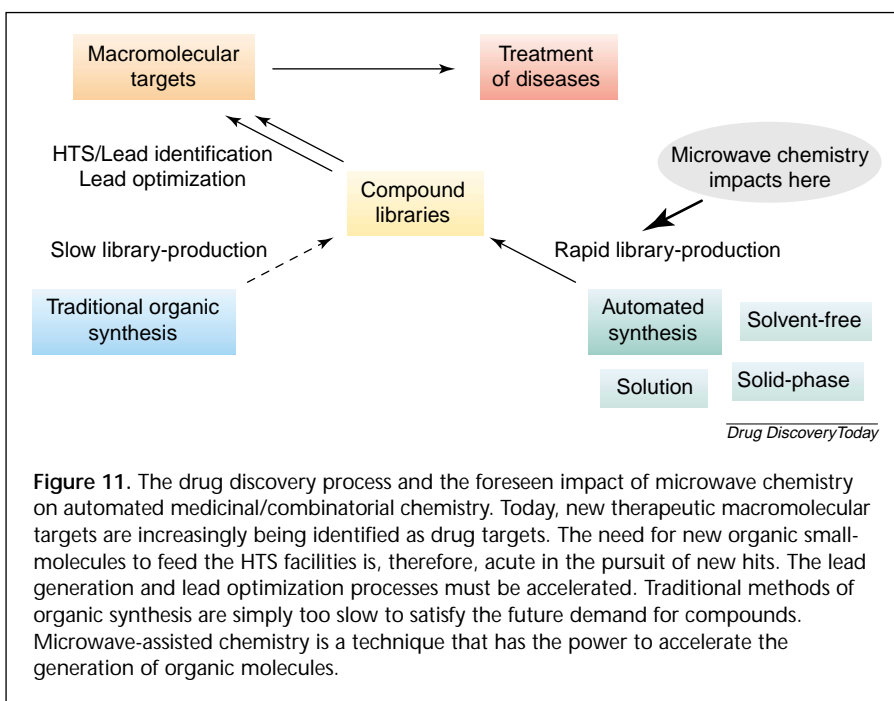 Macromolecular
targets
Treatment
of diseases
HTS/Lead identification
Lead optimization
Microwave chemistry
impacts here
Compound
libraries
Slow library-production
Rapid library-production
Traditional organic
synthesis
Automated
synthesis
Solvent-free
Solution
Solid-phase
Drug DiscoveryToday
Figure 11. The drug discovery process and the foreseen impact of microwave chemistry
on automated medicinal/combinatorial chemistry. Today, new therapeutic macromolecular
targets are increasingly being identified as drug targets. The need for new organic small-
molecules to feed the HTS facilities is, therefore, acute in the pursuit of new hits. The lead
generation and lead optimization processes must be accelerated. Traditional methods of
organic synthesis are simply too slow to satisfy the future demand for compounds.
Microwave-assisted chemistry is a technique that has the power to accelerate the
generation of organic molecules.